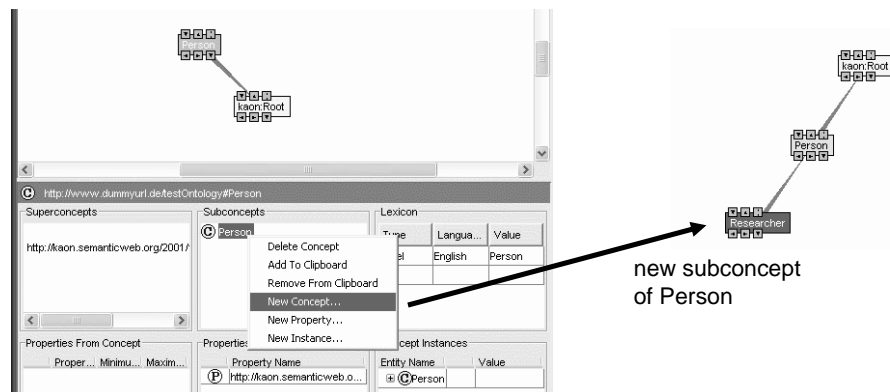 Person
kaon:Root
kaon:Root
Person
Researcher
new subconcept
of Person
C http://www.dummyurl.de/testOntology#Person
Superconcepts
http://kaon.semanticweb.org/2001/
Subconcepts
C Person
Delete Concept
Add To Clipboard
Remove From Clipboard
New Concept...
New Property...
New Instance...
Lexicon
Langua... Value
English Person
Properties From Concept
Proper... Minimu... Maxim...
Properties
Property Name
P http://kaon.semanticweb.o...
Instances
Entity Name Value
C Person